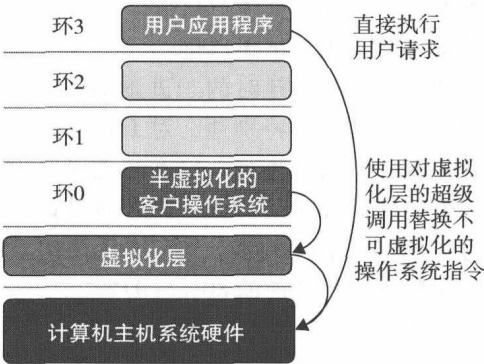 环3
用户应用程序
直接执行
用户请求
环2
环1
环0
半虚拟化的
客户操作系统
使用对虚拟
化层的超级
调用替换不
可虚拟化的
操作系统指令
虚拟化层
计算机主机系统硬件